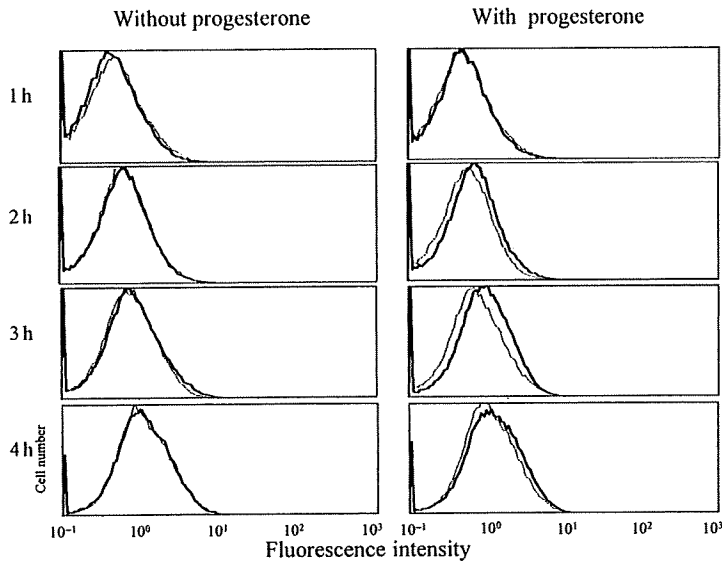 Without progesterone
With progesterone
1 h
2 h
3 h
4 h
Cell number
10⁻¹ 10⁰ 10¹ 10² 10³
10⁻¹ 10⁰ 10¹ 10² 10³
Fluorescence intensity